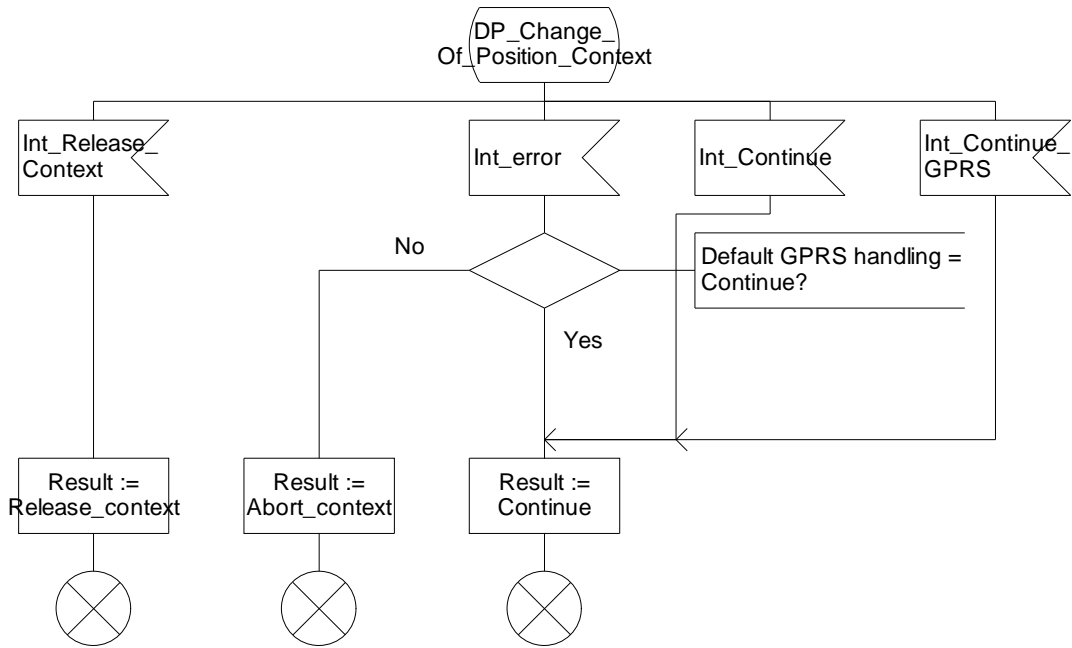 DP_Change_
Of_Position_Context
Int_Release_
Context
Int_error
Int_Continue
Int_Continue_
GPRS
No
Default GPRS handling =
Continue?
Yes
Result :=
Release_context
Result :=
Abort_context
Result :=
Continue